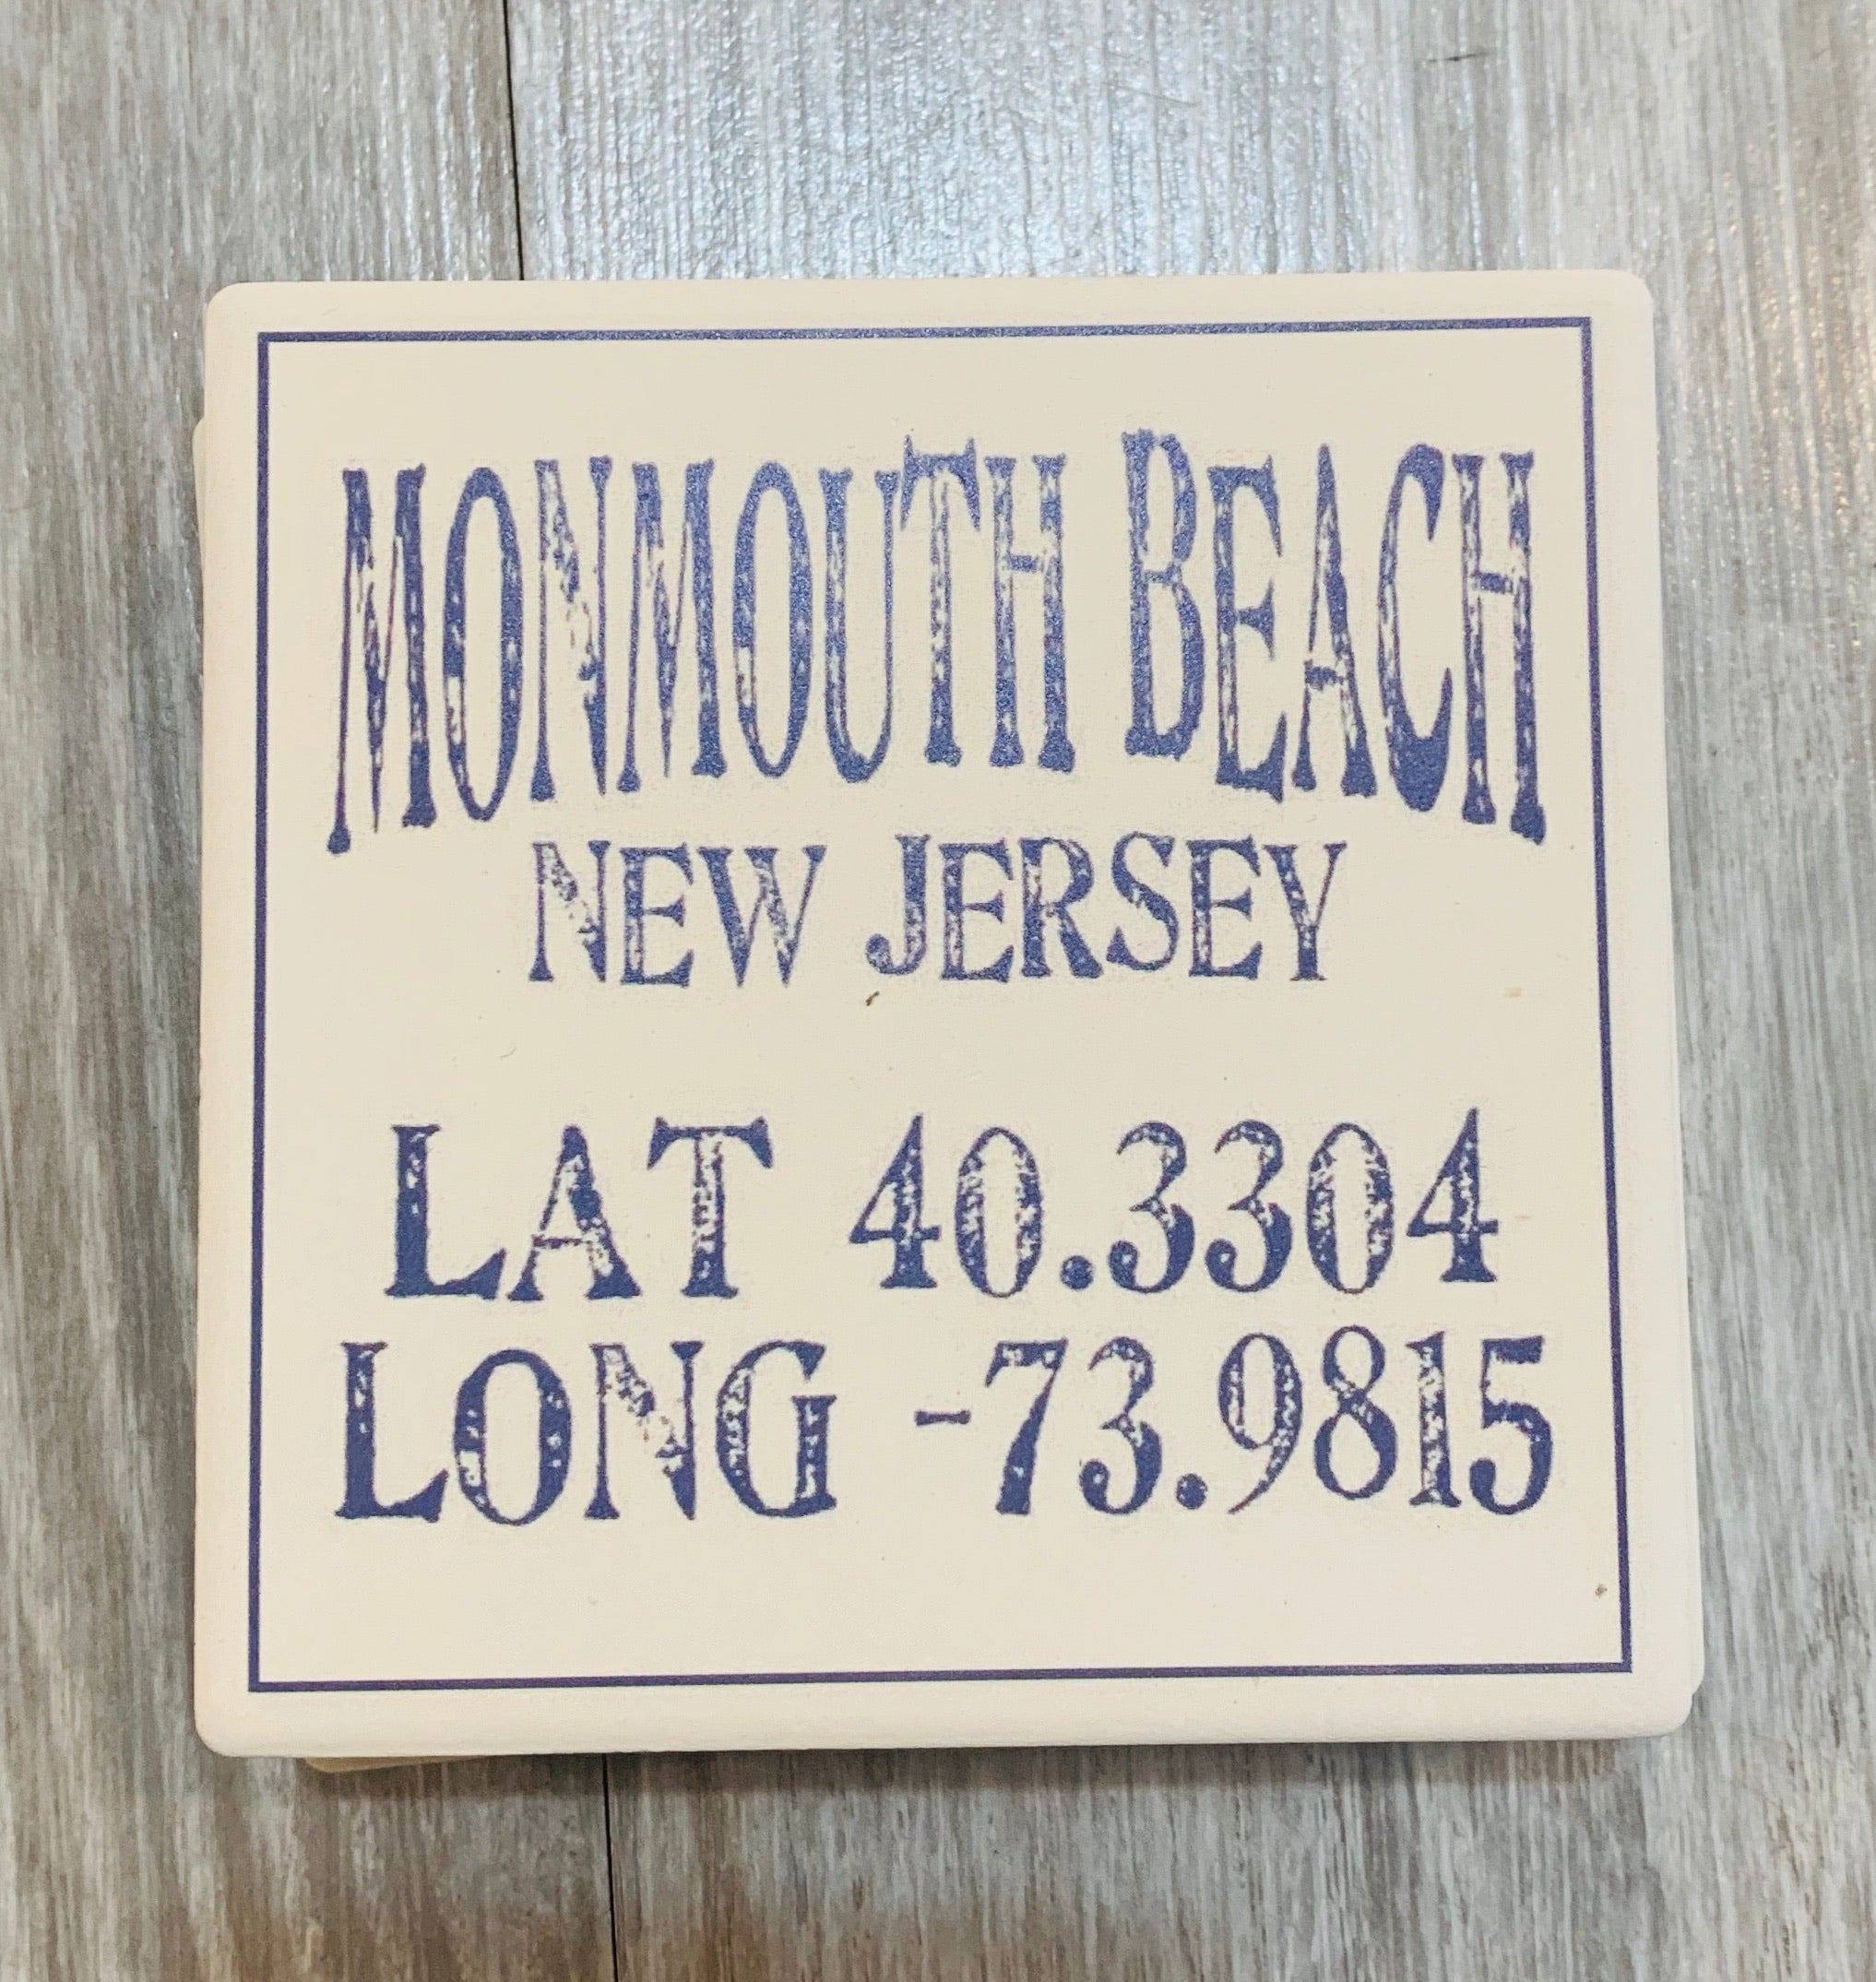 MONMOUTH BEACH
NEW JERSEY
LAT 40.3304
LONG -73.9815